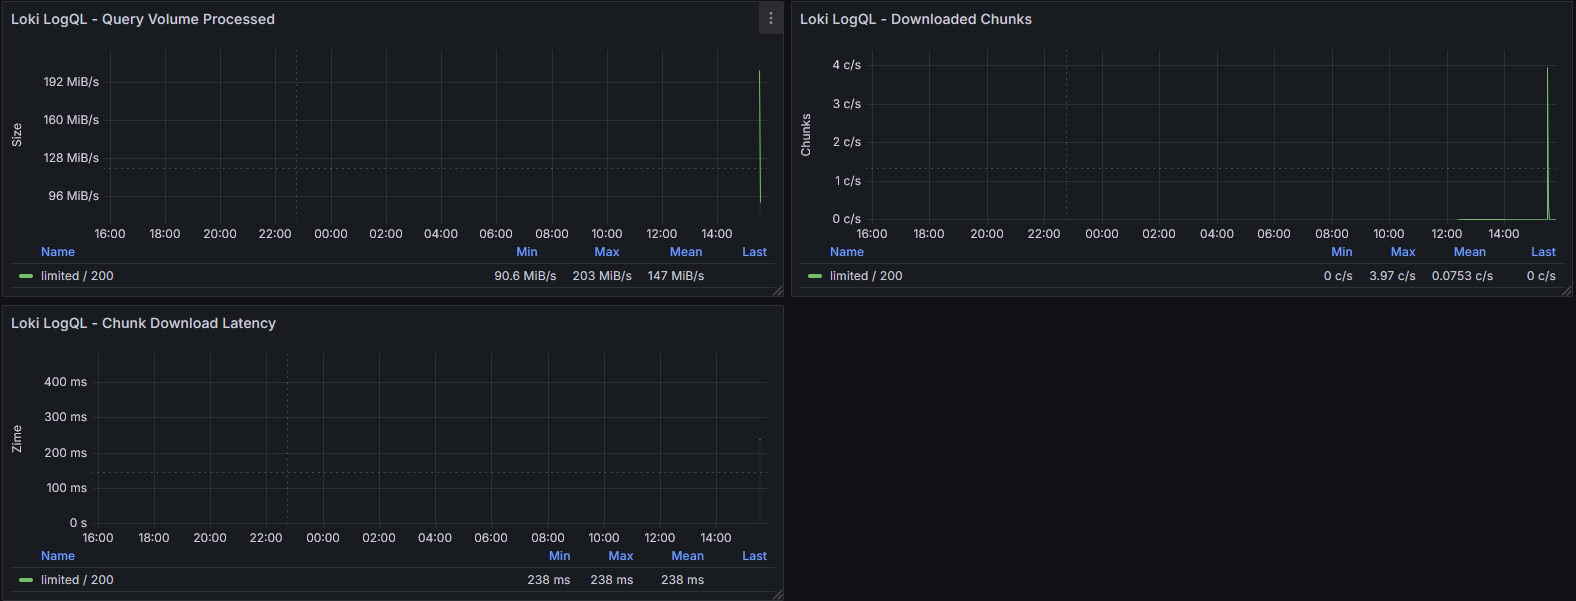 Loki LogQL - Query Volume Processed
Size
192 MiB/s
160 MiB/s
128 MiB/s
96 MiB/s
16:00 18:00 20:00 22:00 00:00 02:00 04:00 06:00 08:00 10:00 12:00 14:00
Name Min Max Mean Last
limited / 200 90.6 MiB/s 203 MiB/s 147 MiB/s
Loki LogQL - Downloaded Chunks
Chunks
4 c/s
3 c/s
2 c/s
1 c/s
0 c/s
16:00 18:00 20:00 22:00 00:00 02:00 04:00 06:00 08:00 10:00 12:00 14:00
Name Min Max Mean Last
limited / 200 0 c/s 3.97 c/s 0.0753 c/s 0 c/s
Loki LogQL - Chunk Download Latency
Zime
400 ms
300 ms
200 ms
100 ms
0 s
16:00 18:00 20:00 22:00 00:00 02:00 04:00 06:00 08:00 10:00 12:00 14:00
Name Min Max Mean Last
limited / 200 238 ms 238 ms 238 ms